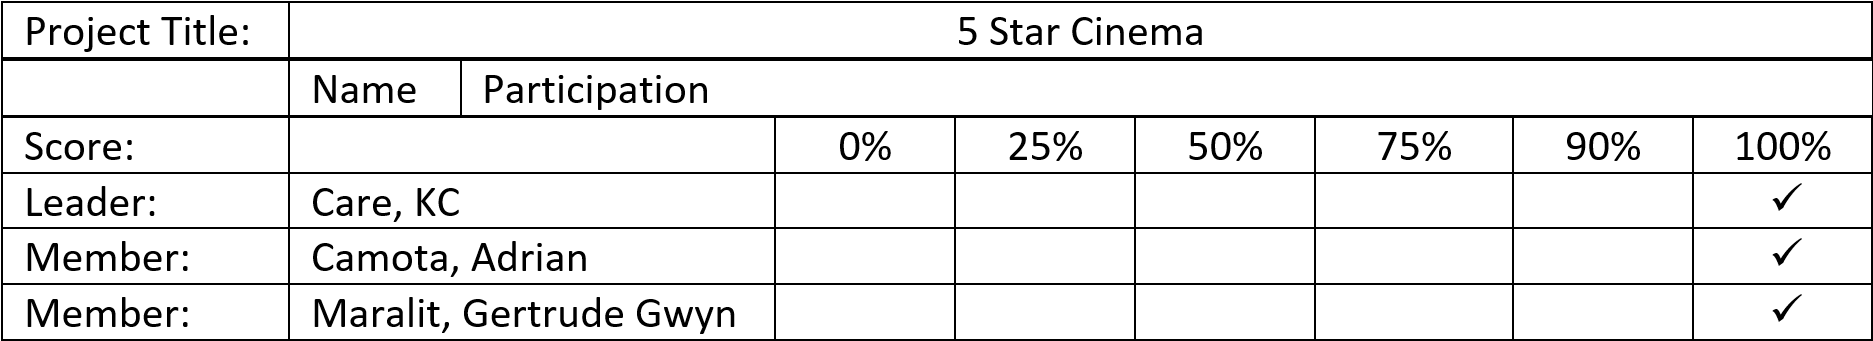 Project Title: 5 Star Cinema
Name Participation
Score: 0% 25% 50% 75% 90% 100%
Leader: Care, KC ✓
Member: Camota, Adrian ✓
Member: Maralit, Gertrude Gwyn ✓